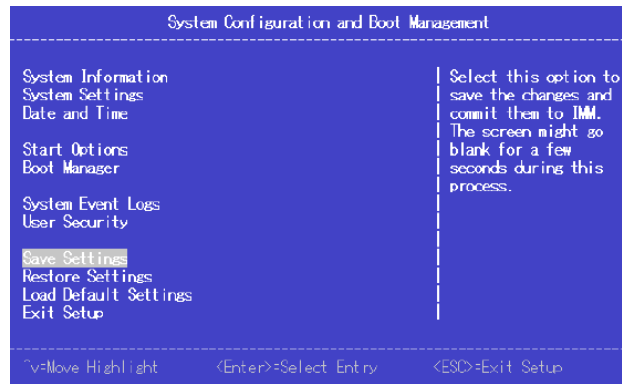 System Configuration and Boot Management
System Information
System Settings
Date and Time
Start Options
Boot Manager
System Event Logs
User Security
Save Settings
Restore Settings
Load Default Settings
Exit Setup
Select this option to
save the changes and
commit them to IMM.
The screen might go
blank for a few
seconds during this
process.
^v=Move Highlight <Enter>=Select Entry <ESC>=Exit Setup